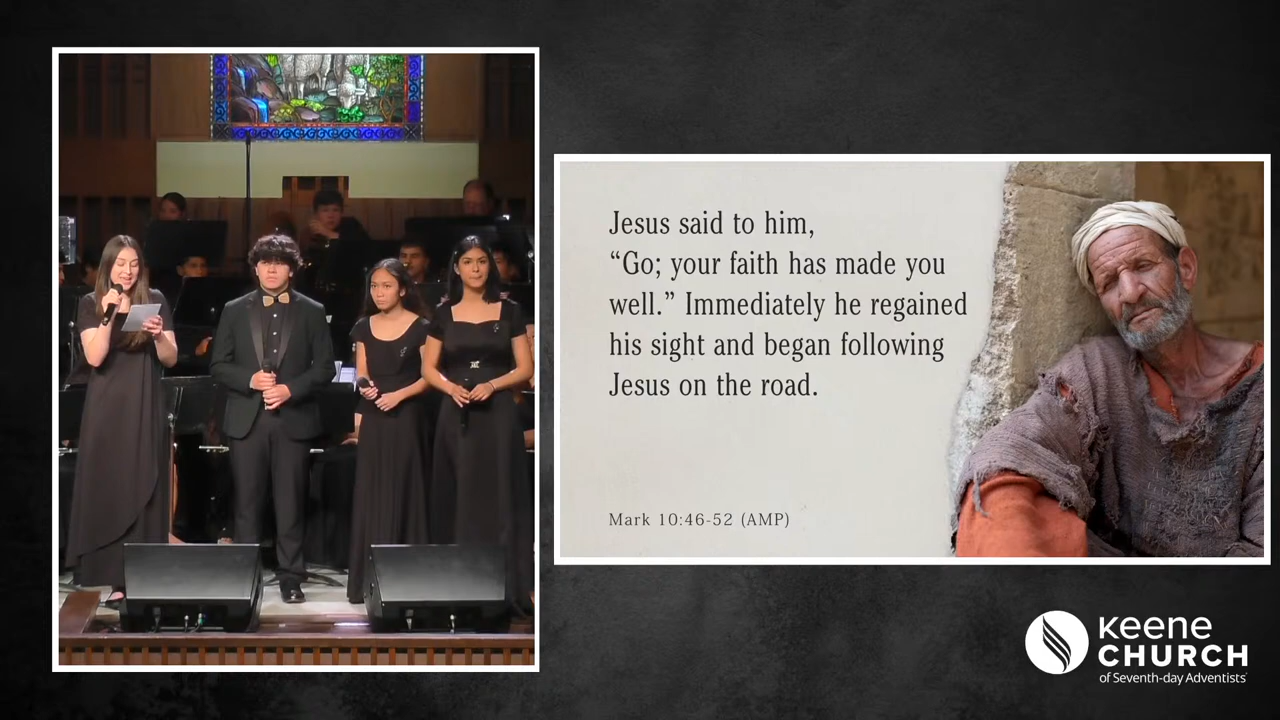 Jesus said to him,
“Go; your faith has made you
well.” Immediately he regained
his sight and began following
Jesus on the road.
Mark 10:46-52 (AMP)
Keene
CHURCH
of Seventh-day Adventists